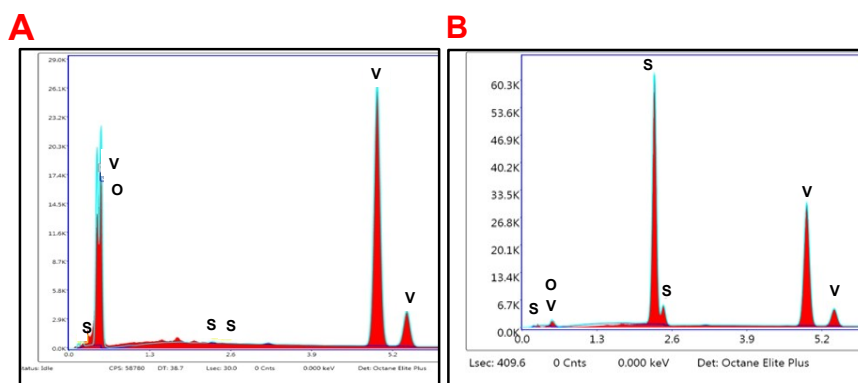 A
29.0K
26.1K
23.2K
20.3K
17.4K
14.5K
11.6K
8.7K
5.8K
2.9K
0.0K
V
V
O
S
S S
V
0.0 1.3 2.6 3.9 5.2
CPS: 58780 DT: 38.7 Lsec: 30.0 0 Cnts 0.000 keV Det: Octane Elite Plus
B
60.3K
53.6K
46.9K
40.2K
33.5K
26.8K
20.1K
13.4K
6.7K
0.0K
S
V
O
V
S
S
V
0.0 1.3 2.6 3.9 5.2
Lsec: 409.6 0 Cnts 0.000 keV Det: Octane Elite Plus